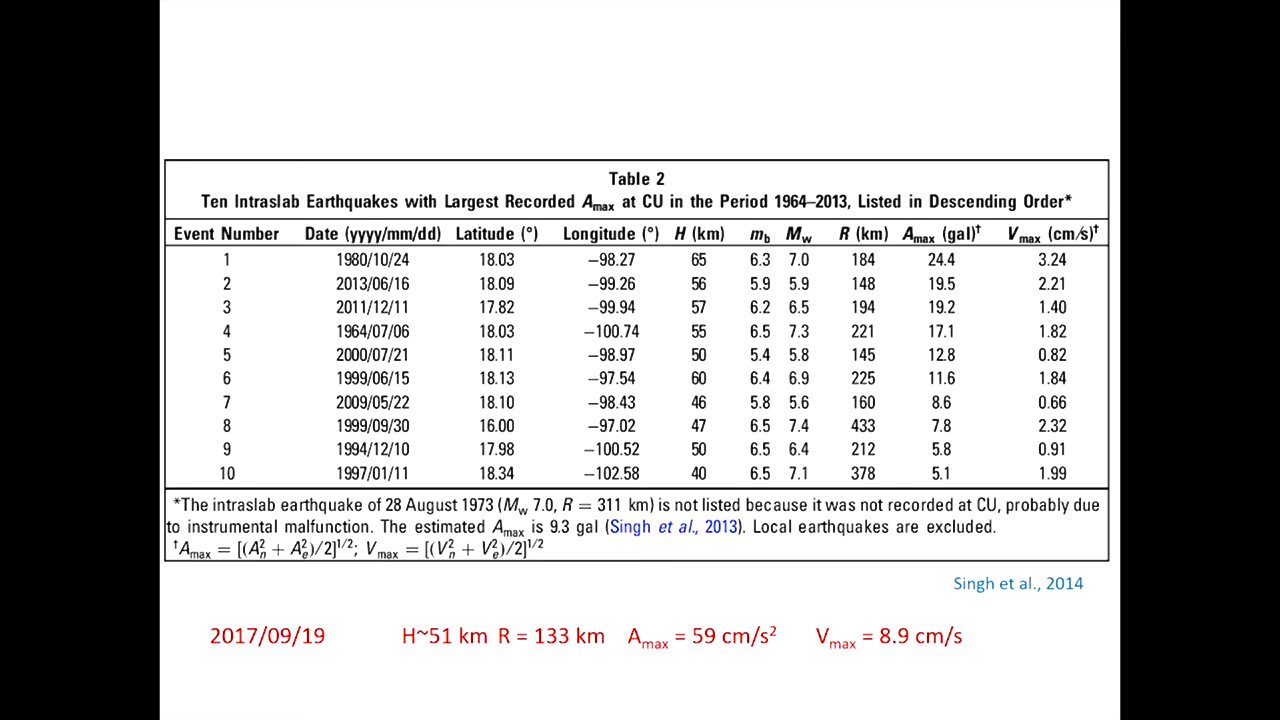 Table 2
Ten Intraslab Earthquakes with Largest Recorded Amax at CU in the Period 1964–2013, Listed in Descending Order*
Event Number Date (yyyy/mm/dd) Latitude (°) Longitude (°) H (km) mb Mw R (km) Amax (gal)† Vmax (cm/s)†
1 1980/10/24 18.03 −98.27 65 6.3 7.0 184 24.4 3.24
2 2013/06/16 18.09 −99.26 56 5.9 5.9 148 19.5 2.21
3 2011/12/11 17.82 −99.94 57 6.2 6.5 194 19.2 1.40
4 1964/07/06 18.03 −100.74 55 6.5 7.3 221 17.1 1.82
5 2000/07/21 18.11 −98.97 50 5.4 5.8 145 12.8 0.82
6 1999/06/15 18.13 −97.54 60 6.4 6.9 225 11.6 1.84
7 2009/05/22 18.10 −98.43 46 5.8 5.6 160 8.6 0.66
8 1999/09/30 16.00 −97.02 47 6.5 7.4 433 7.8 2.32
9 1994/12/10 17.98 −100.52 50 6.5 6.4 212 5.8 0.91
10 1997/01/11 18.34 −102.58 40 6.5 7.1 378 5.1 1.99
*The intraslab earthquake of 28 August 1973 (Mw 7.0, R = 311 km) is not listed because it was not recorded at CU, probably due
to instrumental malfunction. The estimated Amax is 9.3 gal (Singh et al., 2013). Local earthquakes are excluded.
†Amax = [(A²n + A²e)/2]^1/2; Vmax = [(V²n + V²e)/2]^1/2
Singh et al., 2014
2017/09/19 H~51 km R = 133 km Amax = 59 cm/s² Vmax = 8.9 cm/s